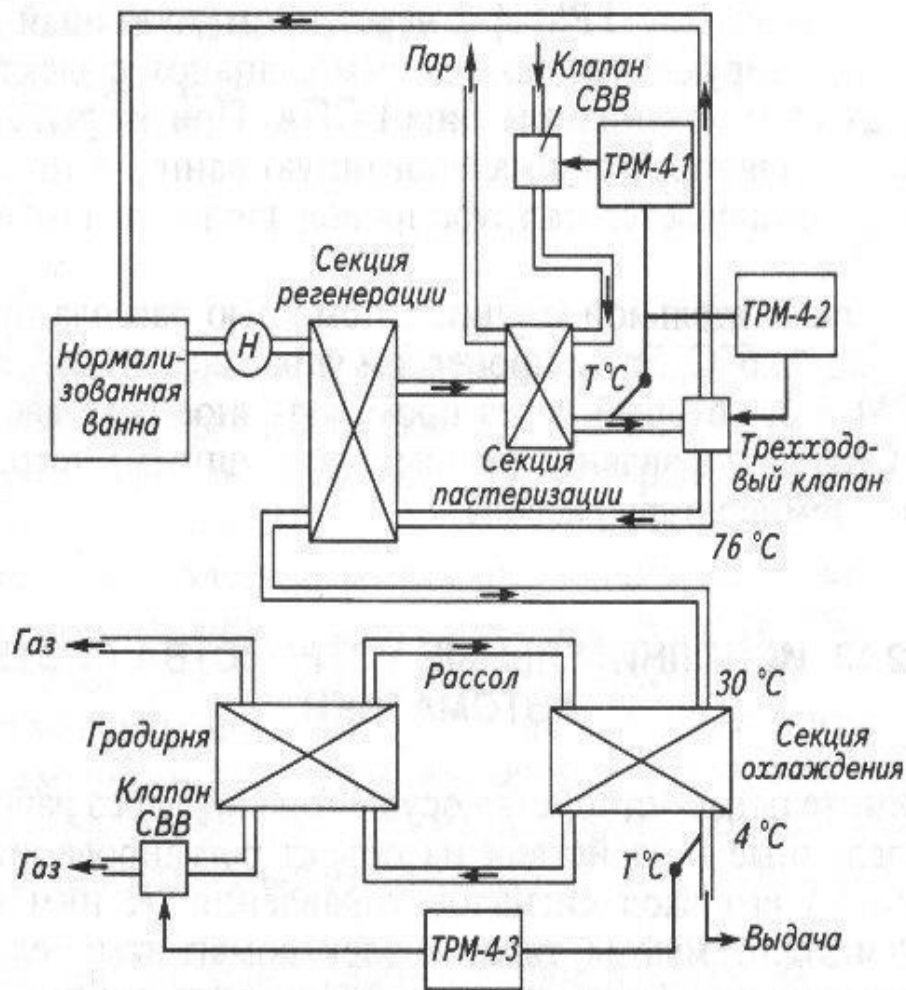 Пар
Клапан
СВВ
ТРМ-4-1
Секция
регенерации
ТРМ-4-2
Нормали-
зованная
ванна
Н
T°C
Трехходо-
вый клапан
Секция
пастеризации
76 °C
Газ
Рассол
30 °C
Градирня
Секция
охлаждения
Клапан
СВВ
Газ
4 °C
T°C
ТРМ-4-3
Выдача